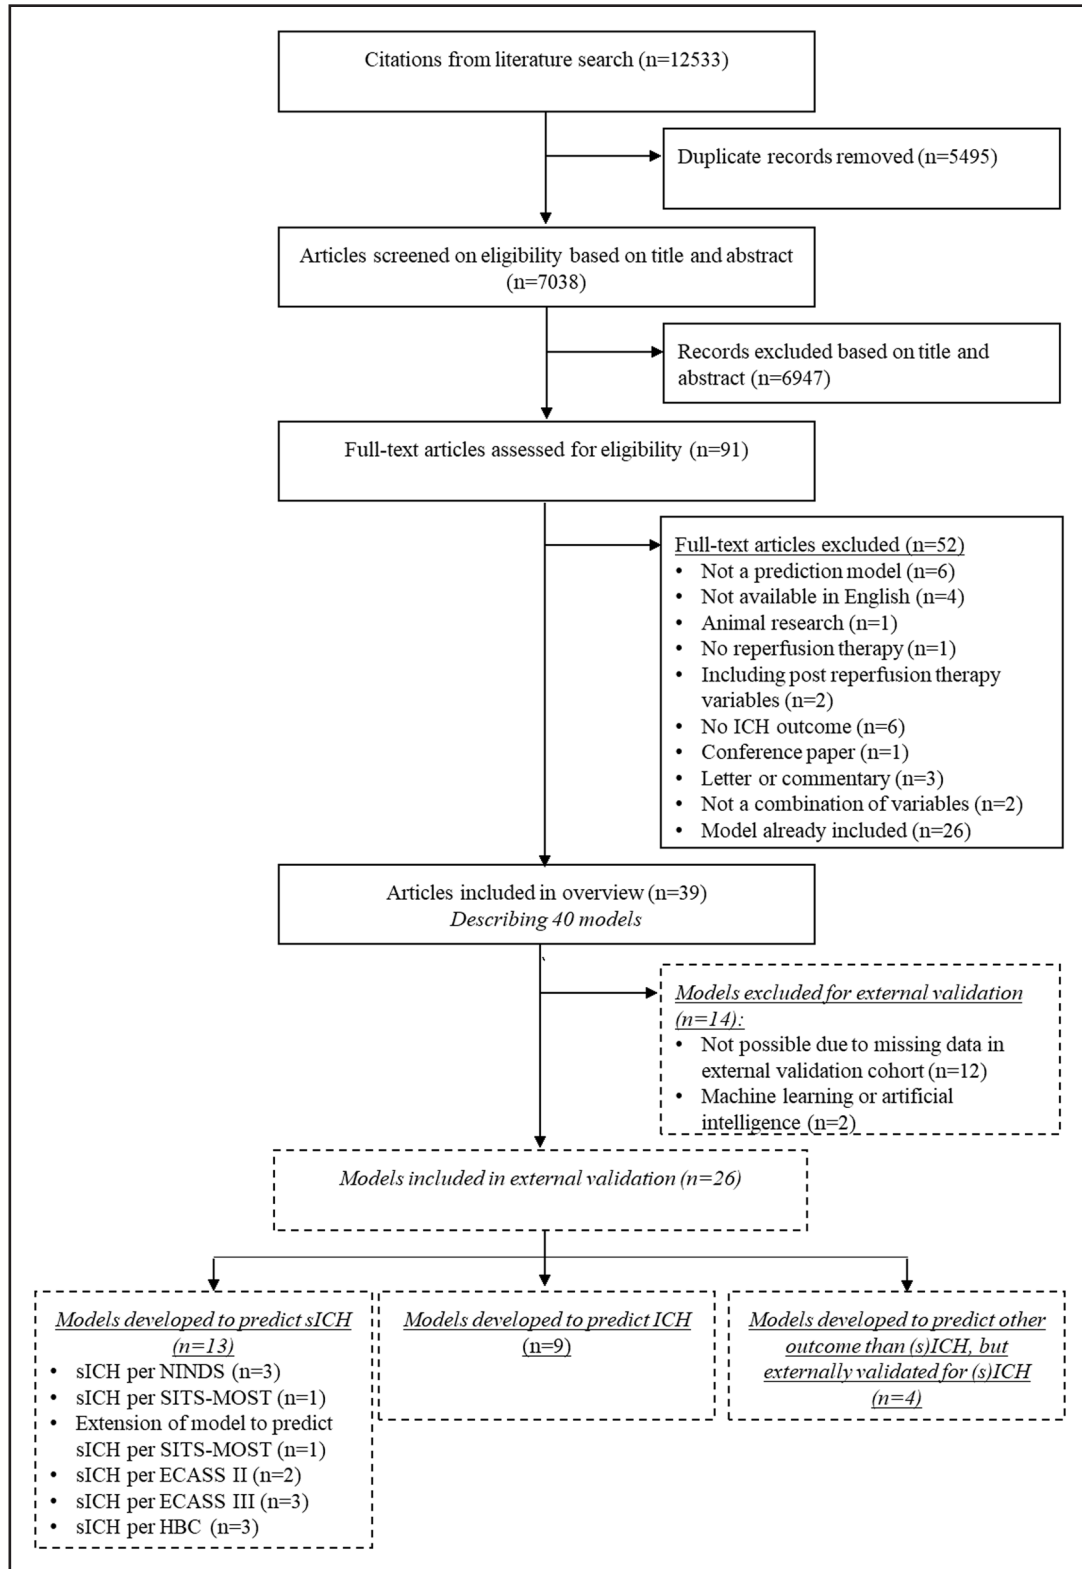 Citations from literature search (n=12533)
Duplicate records removed (n=5495)
Articles screened on eligibility based on title and abstract
(n=7038)
Records excluded based on title and
abstract (n=6947)
Full-text articles assessed for eligibility (n=91)
Full-text articles excluded (n=52)
• Not a prediction model (n=6)
• Not available in English (n=4)
• Animal research (n=1)
• No reperfusion therapy (n=1)
• Including post reperfusion therapy
variables (n=2)
• No ICH outcome (n=6)
• Conference paper (n=1)
• Letter or commentary (n=3)
• Not a combination of variables (n=2)
• Model already included (n=26)
Articles included in overview (n=39)
Describing 40 models
Models excluded for external validation
(n=14):
• Not possible due to missing data in
external validation cohort (n=12)
• Machine learning or artificial
intelligence (n=2)
Models included in external validation (n=26)
Models developed to predict sICH
(n=13)
• sICH per NINDS (n=3)
• sICH per SITS-MOST (n=1)
• Extension of model to predict
sICH per SITS-MOST (n=1)
• sICH per ECASS II (n=2)
• sICH per ECASS III (n=3)
• sICH per HBC (n=3)
Models developed to predict ICH
(n=9)
Models developed to predict other
outcome than (s)ICH, but
externally validated for (s)ICH
(n=4)